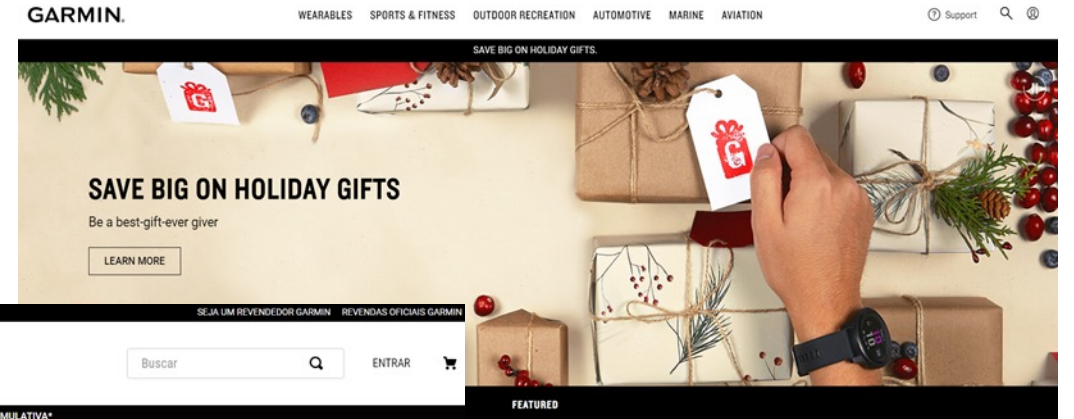 GARMIN.
WEARABLES SPORTS & FITNESS OUTDOOR RECREATION AUTOMOTIVE MARINE AVIATION
Support
SAVE BIG ON HOLIDAY GIFTS.
G
G
SAVE BIG ON HOLIDAY GIFTS
Be a best-gift-ever giver
LEARN MORE
SEJA UM REVENDEDOR GARMIN REVENDAS OFICIAIS GARMIN
Buscar
ENTRAR
MULATIVA*
FEATURED